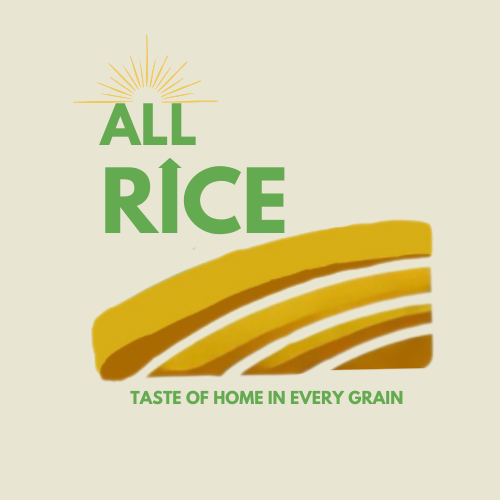 ALL
RICE
TASTE OF HOME IN EVERY GRAIN